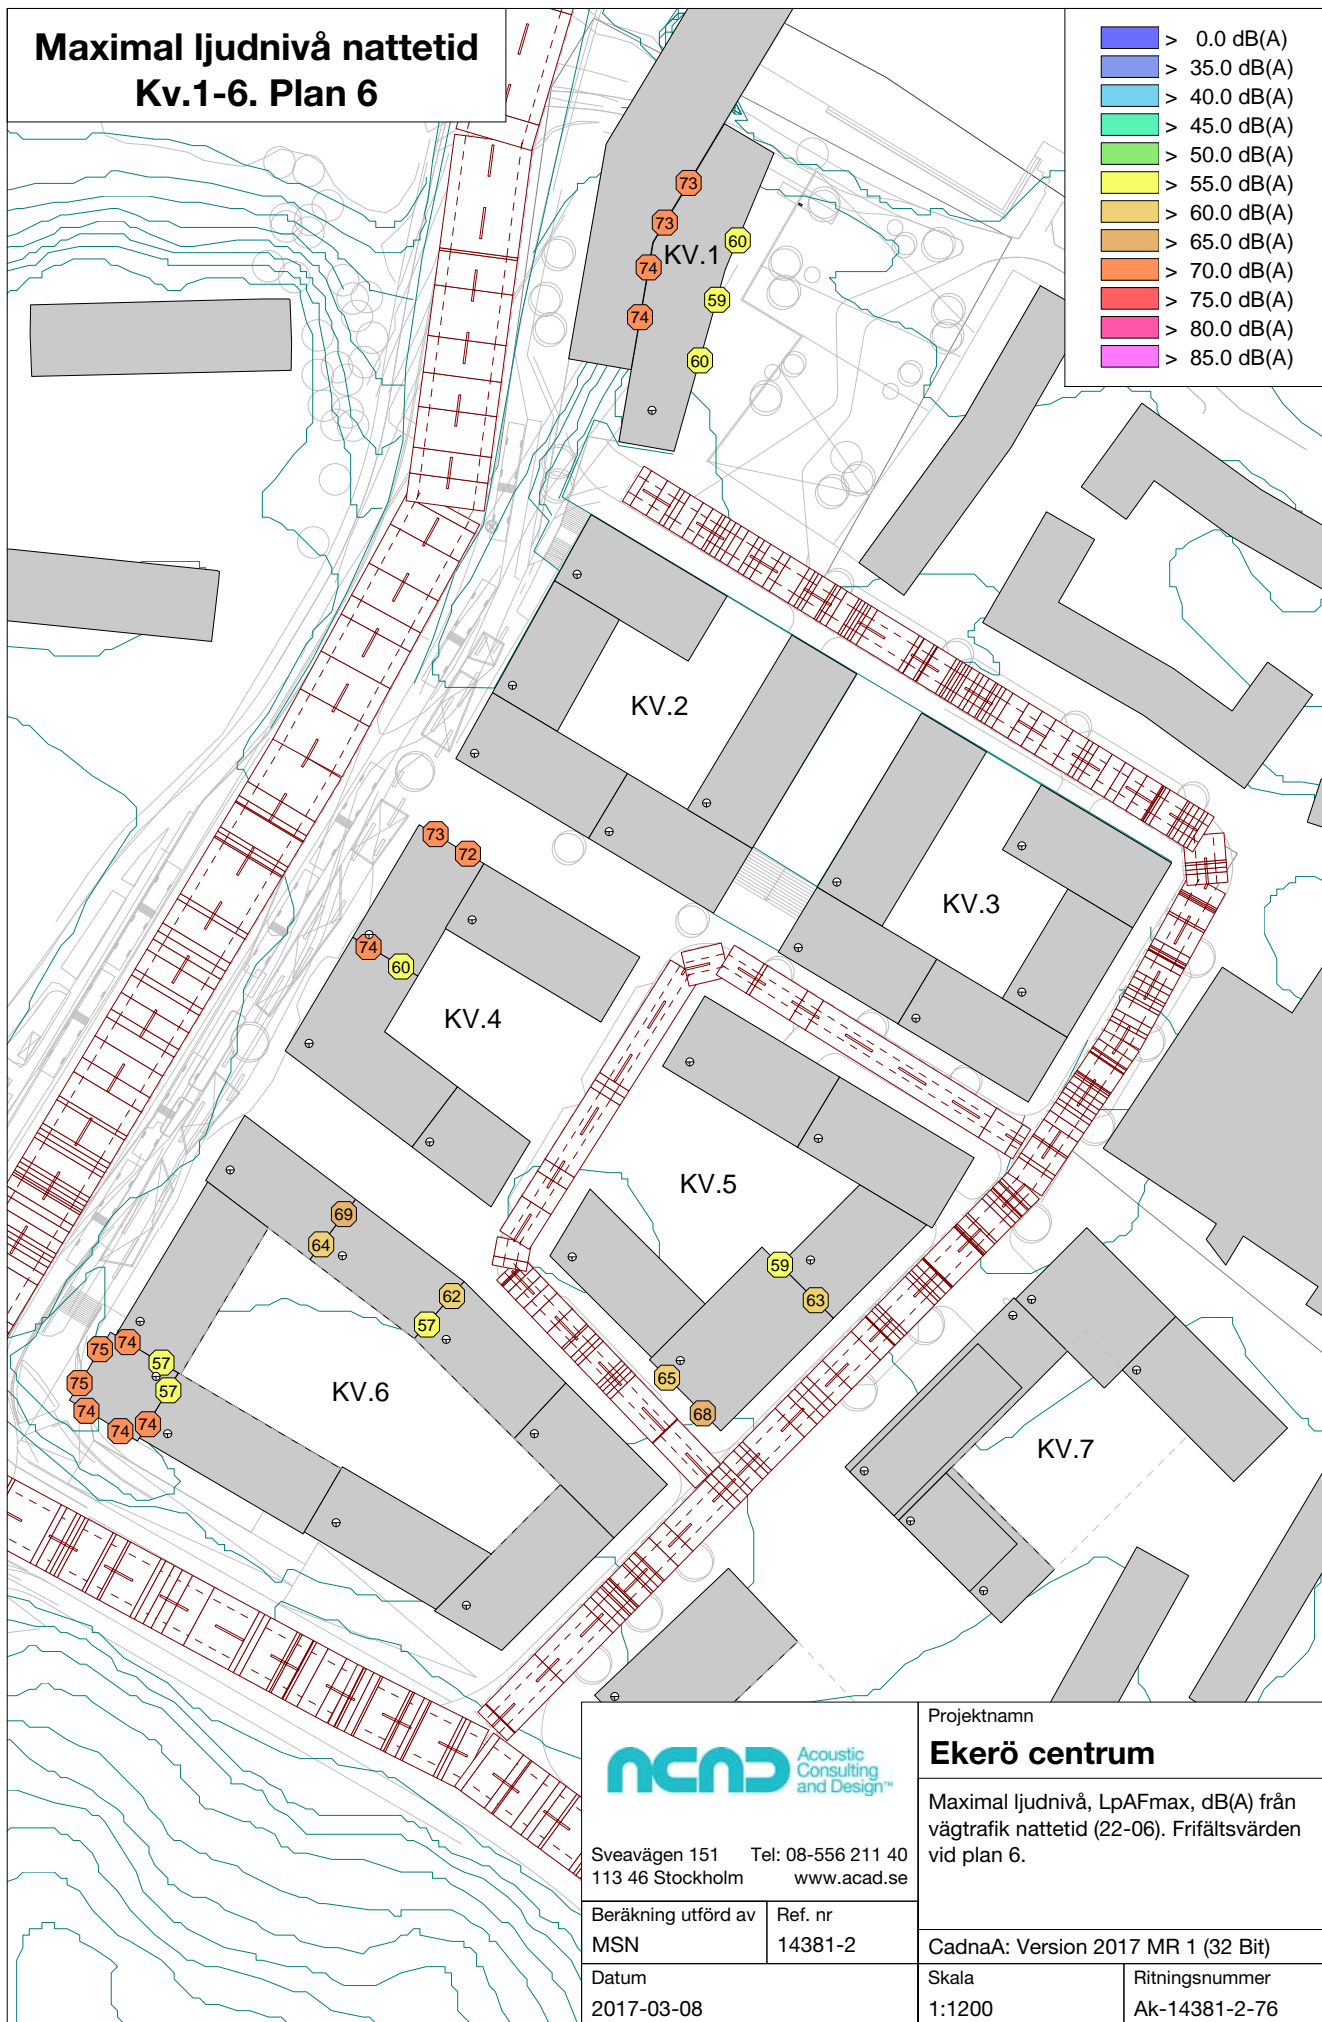 Maximal ljudnivå nattetid
Kv.1-6. Plan 6
> 0.0 dB(A)
> 35.0 dB(A)
> 40.0 dB(A)
> 45.0 dB(A)
> 50.0 dB(A)
> 55.0 dB(A)
> 60.0 dB(A)
> 65.0 dB(A)
> 70.0 dB(A)
> 75.0 dB(A)
> 80.0 dB(A)
> 85.0 dB(A)
73
73
60
KV.1
74
59
74
60
KV.2
73
72
KV.3
74
60
KV.4
KV.5
69
64
59
62
63
57
75
74
57
65
75
57
KV.6
74
74
74
68
KV.7
acad
Acoustic
Consulting
and Design™
Sveavägen 151 Tel: 08-556 211 40
113 46 Stockholm www.acad.se
Beräkning utförd av
MSN
Ref. nr
14381-2
Datum
2017-03-08
Projektnamn
Ekerö centrum
Maximal ljudnivå, LpAFmax, dB(A) från
vägtrafik nattetid (22-06). Frifältsvärden
vid plan 6.
CadnaA: Version 2017 MR 1 (32 Bit)
Skala
1:1200
Ritningsnummer
Ak-14381-2-76